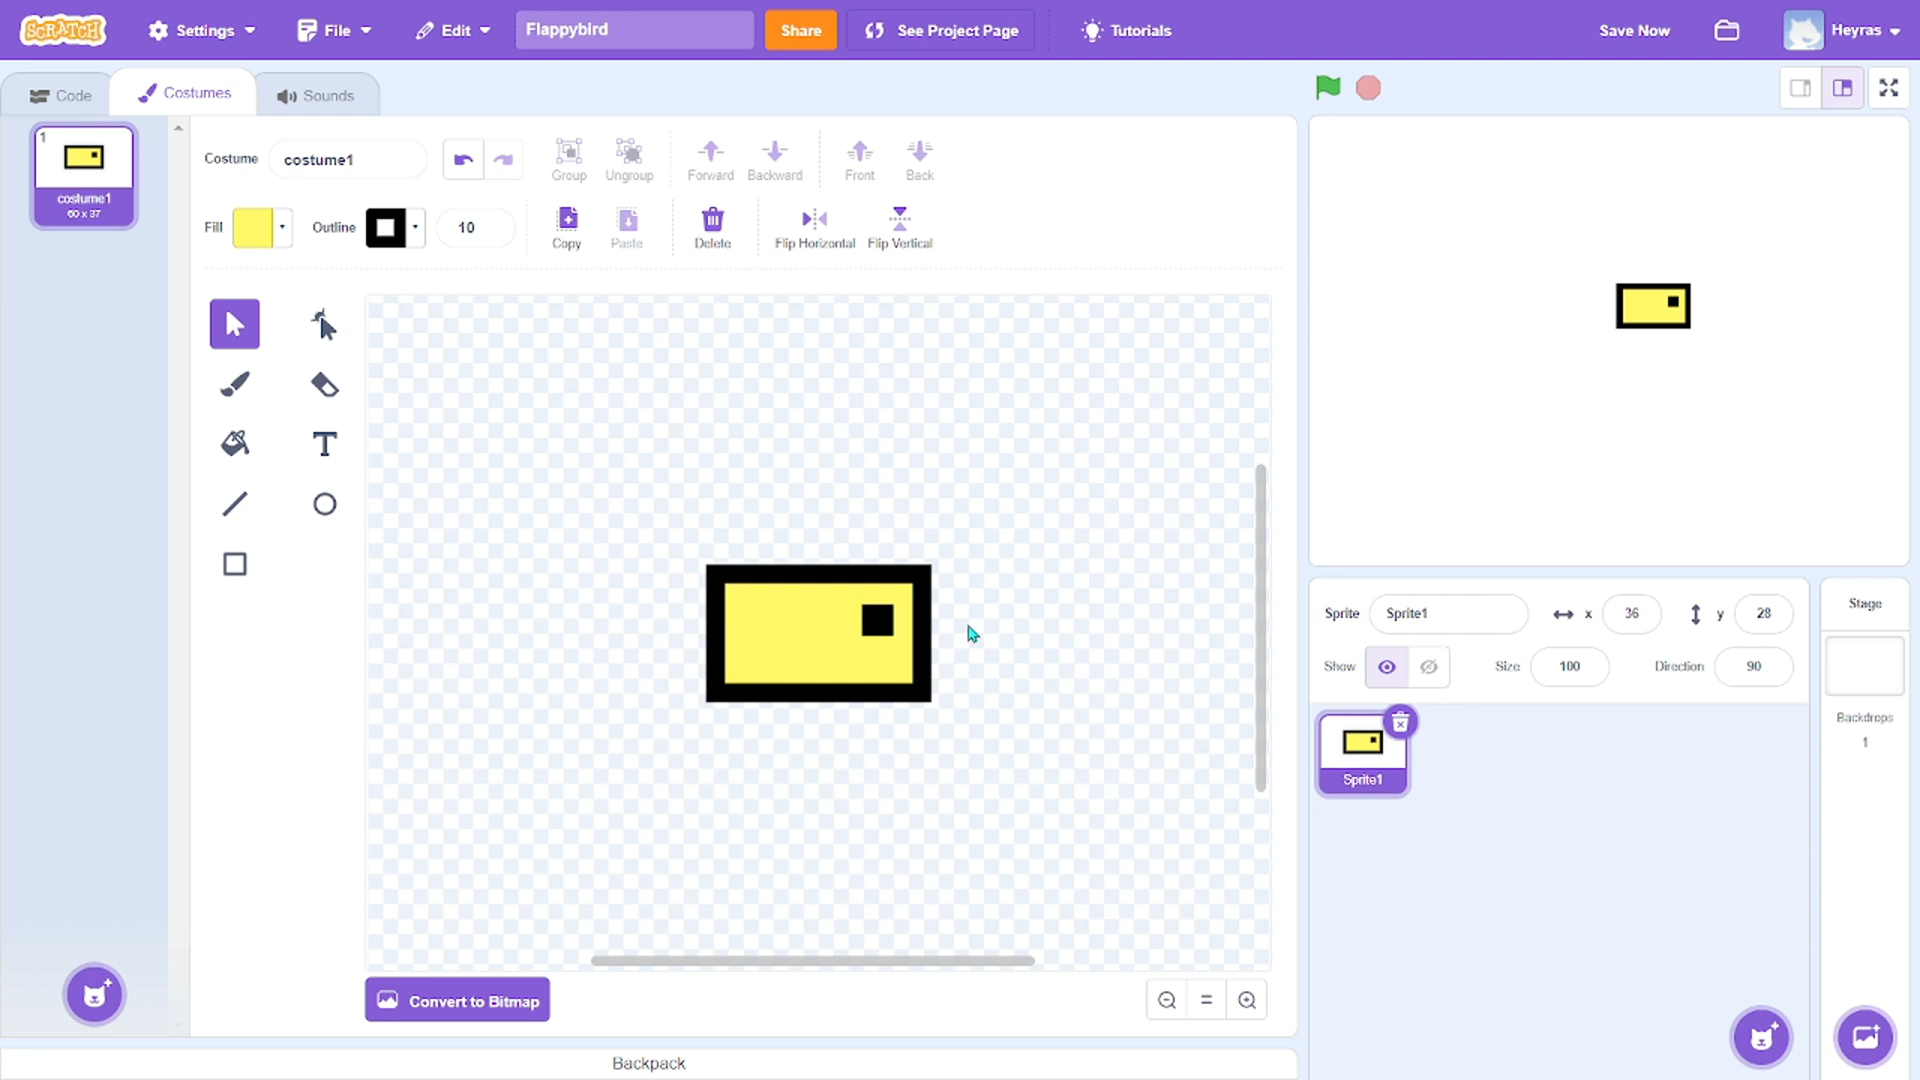 SCRATCH
Settings
File
Edit
Flappybird
Share
See Project Page
Tutorials
Save Now
Heyras
Code
Costumes
Sounds
1
costume1
60 x 37
Costume
costume1
Group
Ungroup
Forward
Backward
Front
Back
Fill
Outline
10
Copy
Paste
Delete
Flip Horizontal
Flip Vertical
T
Convert to Bitmap
Backpack
Sprite
Sprite1
x
36
y
28
Show
Size
100
Direction
90
Sprite1
Stage
Backdrops
1